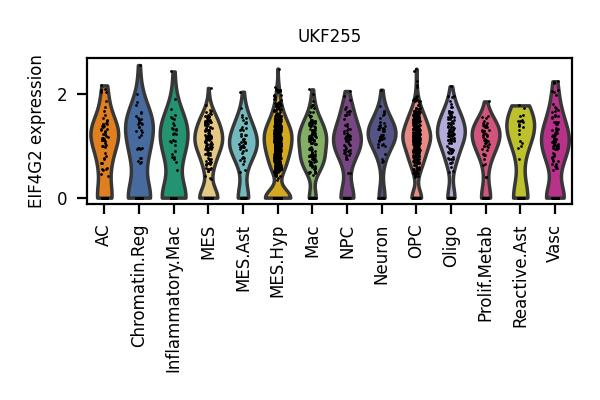 UKF255
EIF4G2 expression
2
0
AC
Chromatin.Reg
Inflammatory.Mac
MES
MES.Ast
MES.Hyp
Mac
NPC
Neuron
OPC
Oligo
Prolif.Metab
Reactive.Ast
Vasc